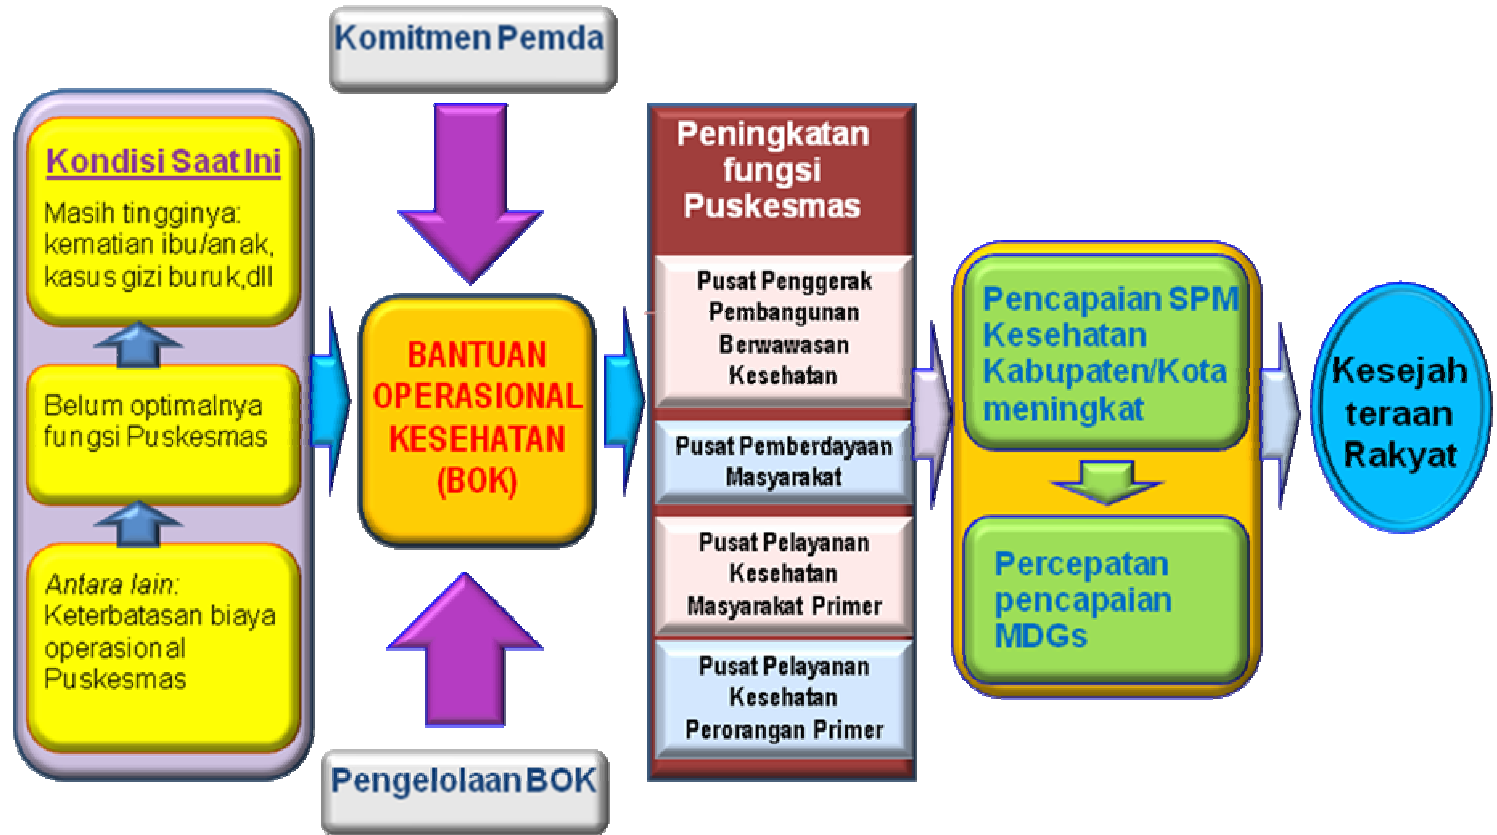 Komitmen Pemda
Kondisi Saat Ini
Masih tingginya:
kematian ibu/anak,
kasus gizi buruk,dll
Belum optimalnya
fungsi Puskesmas
Antara lain:
Keterbatasan biaya
operasional
Puskesmas
BANTUAN
OPERASIONAL
KESEHATAN
(BOK)
Pengelolaan BOK
Peningkatan
fungsi
Puskesmas
Pusat Penggerak
Pembangunan
Berwawasan
Kesehatan
Pusat Pemberdayaan
Masyarakat
Pusat Pelayanan
Kesehatan
Masyarakat Primer
Pusat Pelayanan
Kesehatan
Perorangan Primer
Pencapaian SPM
Kesehatan
Kabupaten/Kota
meningkat
Percepatan
pencapaian
MDGs
Kesejah
teraan
Rakyat